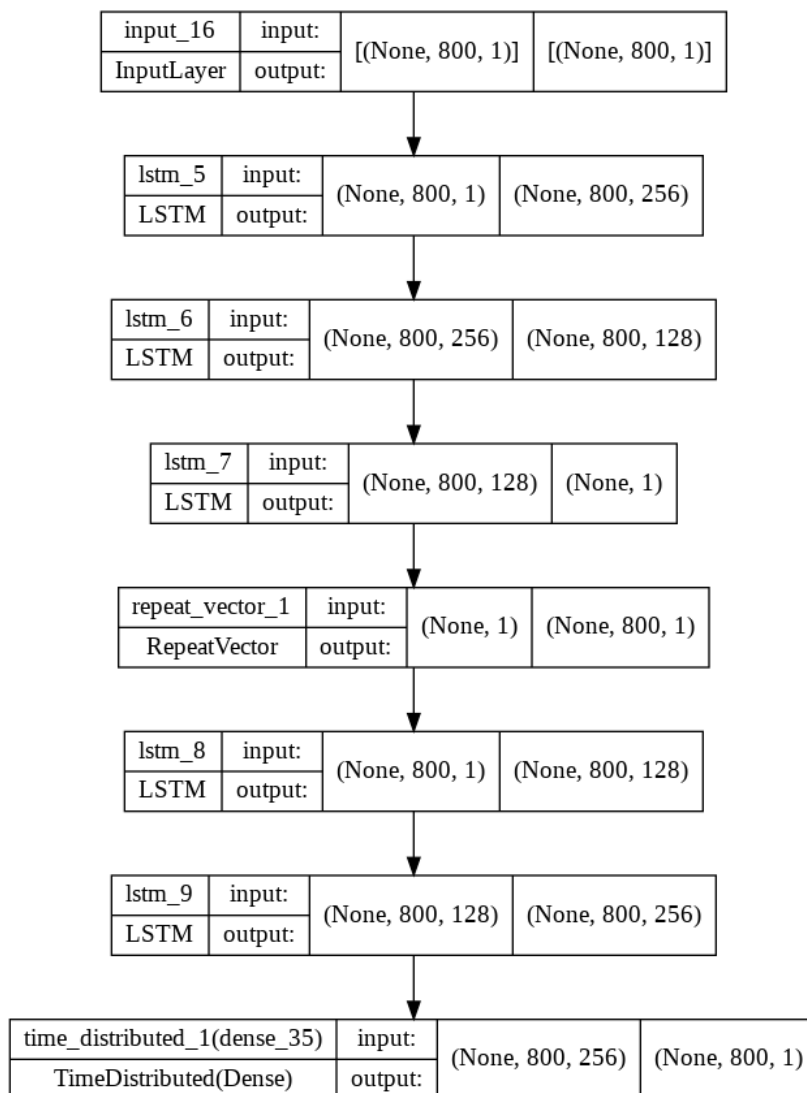 input_16 input: [(None, 800, 1)] [(None, 800, 1)]
InputLayer output:
lstm_5 input: (None, 800, 1) (None, 800, 256)
LSTM output:
lstm_6 input: (None, 800, 256) (None, 800, 128)
LSTM output:
lstm_7 input: (None, 800, 128) (None, 1)
LSTM output:
repeat_vector_1 input: (None, 1) (None, 800, 1)
RepeatVector output:
lstm_8 input: (None, 800, 1) (None, 800, 128)
LSTM output:
lstm_9 input: (None, 800, 128) (None, 800, 256)
LSTM output:
time_distributed_1(dense_35) input: (None, 800, 256) (None, 800, 1)
TimeDistributed(Dense) output: